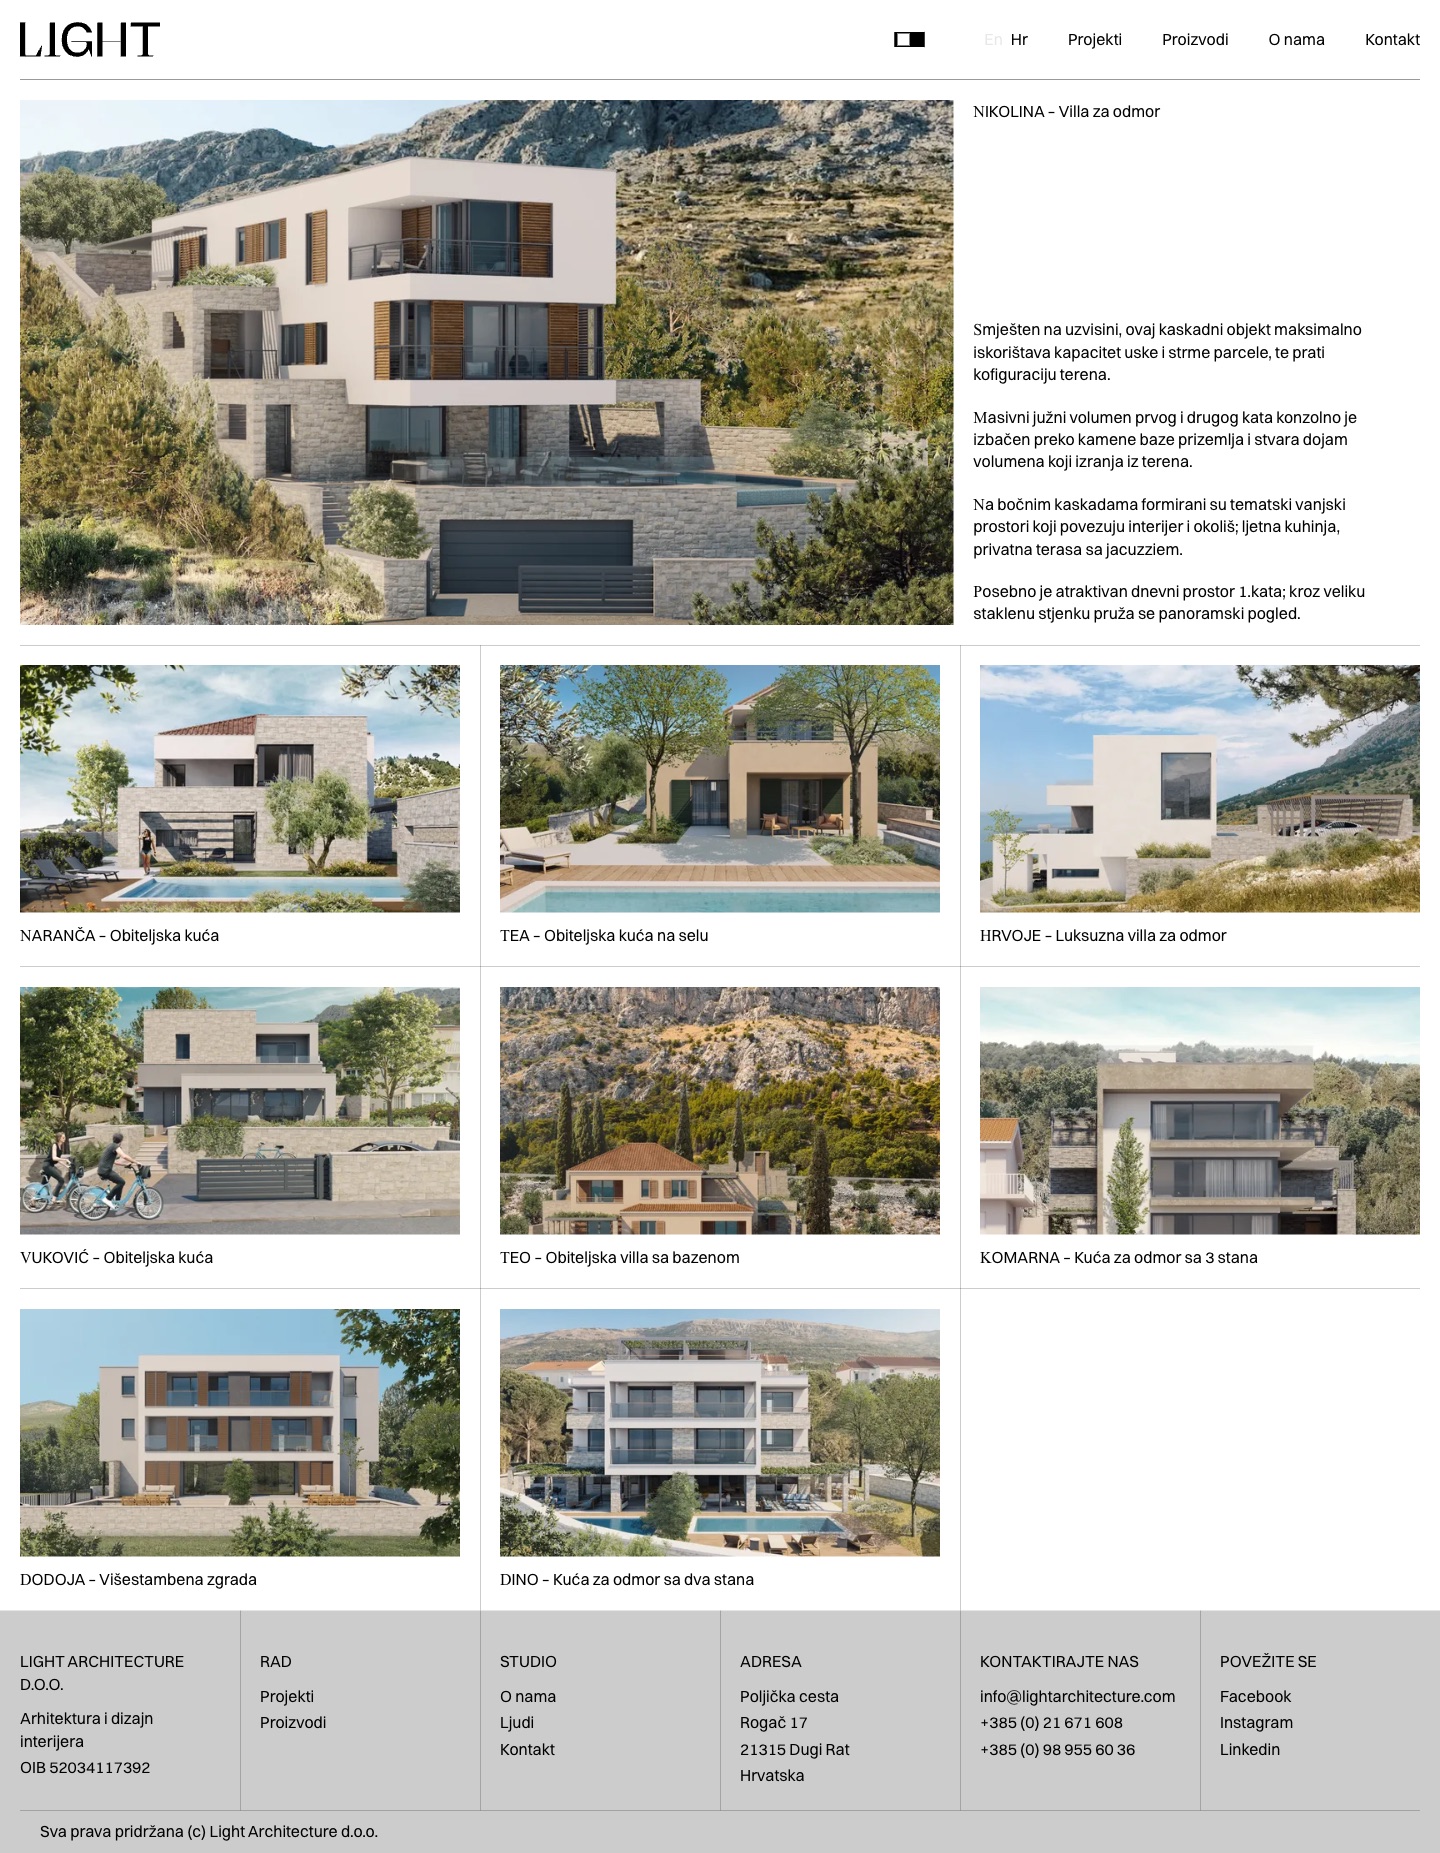 LIGHT
En Hr Projekti Proizvodi O nama Kontakt
NIKOLINA – Villa za odmor
Smješten na uzvisini, ovaj kaskadni objekt maksimalno
iskorištava kapacitet uske i strme parcele, te prati
kofiguraciju terena.
Masivni južni volumen prvog i drugog kata konzolno je
izbačen preko kamene baze prizemlja i stvara dojam
volumena koji izranja iz terena.
Na bočnim kaskadama formirani su tematski vanjski
prostori koji povezuju interijer i okoliš; ljetna kuhinja,
privatna terasa sa jacuzziem.
Posebno je atraktivan dnevni prostor 1.kata; kroz veliku
staklenu stjenku pruža se panoramski pogled.
NARANČA – Obiteljska kuća
TEA – Obiteljska kuća na selu
HRVOJE – Luksuzna villa za odmor
VUKOVIĆ – Obiteljska kuća
TEO – Obiteljska villa sa bazenom
KOMARNA – Kuća za odmor sa 3 stana
DODOJA – Višestambena zgrada
DINO – Kuća za odmor sa dva stana
LIGHT ARCHITECTURE
D.O.O.
Arhitektura i dizajn
interijera
OIB 52034117392
RAD
Projekti
Proizvodi
STUDIO
O nama
Ljudi
Kontakt
ADRESA
Poljička cesta
Rogač 17
21315 Dugi Rat
Hrvatska
KONTAKTIRAJTE NAS
info@lightarchitecture.com
+385 (0) 21 671 608
+385 (0) 98 955 60 36
POVEŽITE SE
Facebook
Instagram
Linkedin
Sva prava pridržana (c) Light Architecture d.o.o.